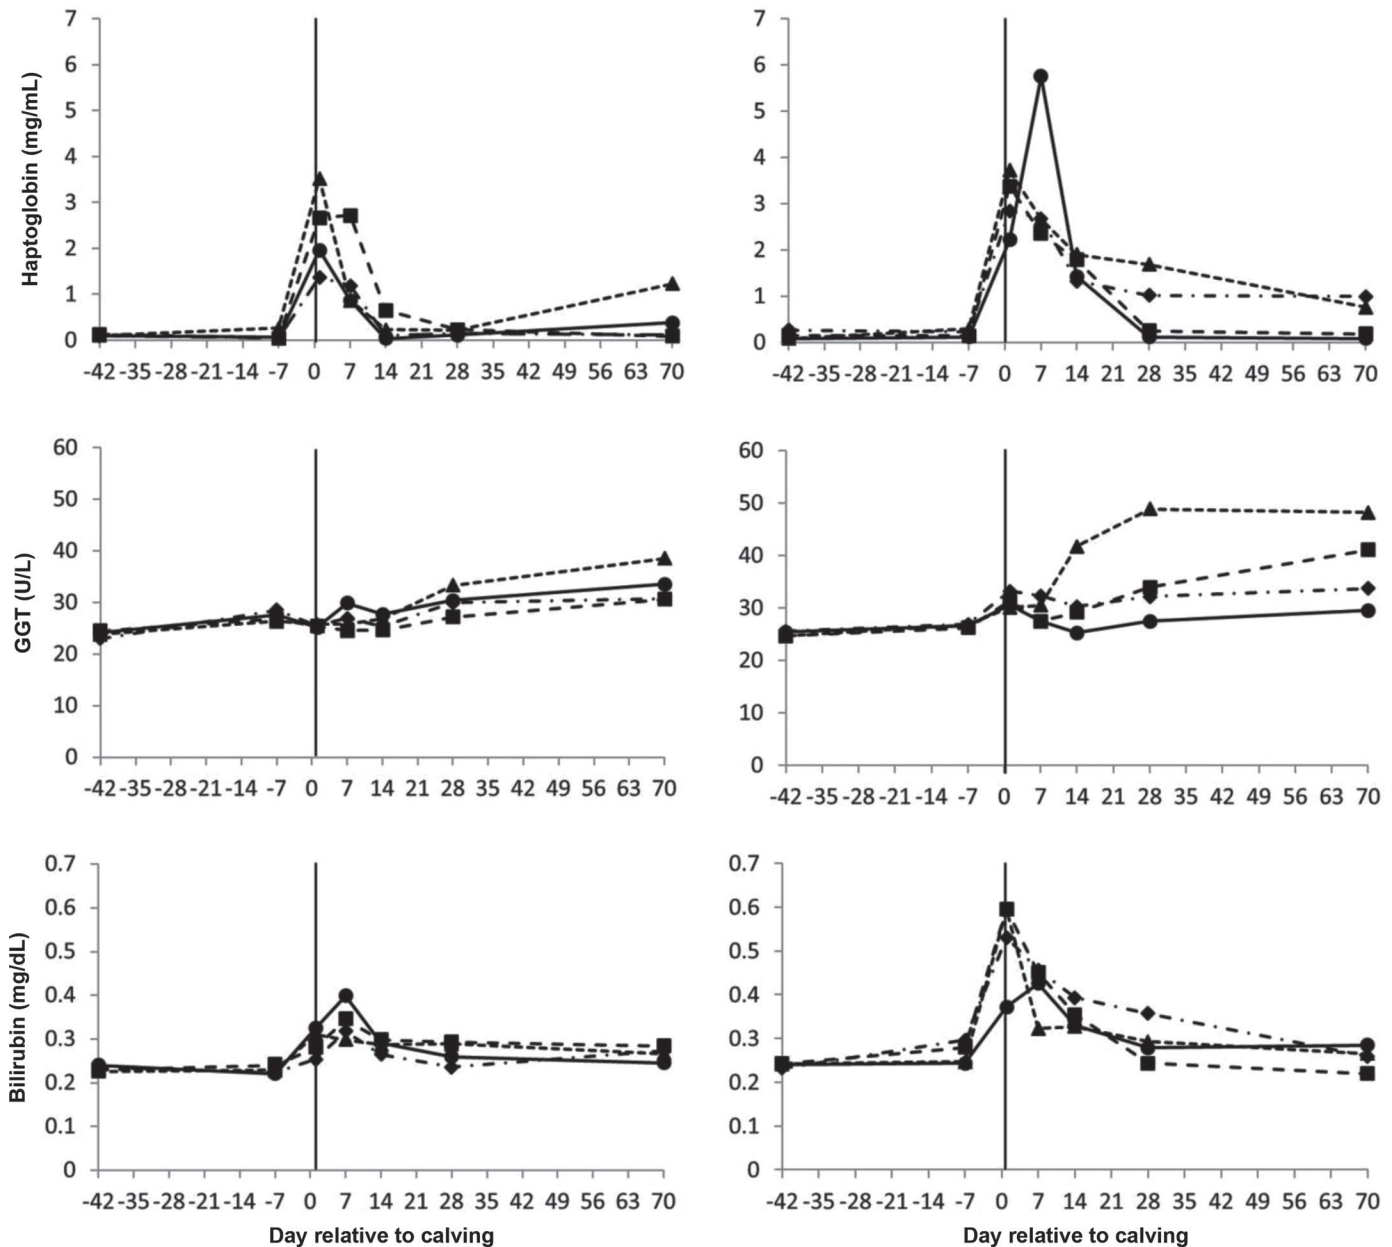 7 7
6 6
5 5
4 4
3 3
2 2
1 1
0 0
Haptoglobin (mg/mL)
-42 -35 -28 -21 -14 -7 0 7 14 21 28 35 42 49 56 63 70
-42 -35 -28 -21 -14 -7 0 7 14 21 28 35 42 49 56 63 70
60 60
50 50
40 40
30 30
20 20
10 10
0 0
GGT (U/L)
-42 -35 -28 -21 -14 -7 0 7 14 21 28 35 42 49 56 63 70
-42 -35 -28 -21 -14 -7 0 7 14 21 28 35 42 49 56 63 70
0.7 0.7
0.6 0.6
0.5 0.5
0.4 0.4
0.3 0.3
0.2 0.2
0.1 0.1
0 0
Bilirubin (mg/dL)
-42 -35 -28 -21 -14 -7 0 7 14 21 28 35 42 49 56 63 70
-42 -35 -28 -21 -14 -7 0 7 14 21 28 35 42 49 56 63 70
Day relative to calving
Day relative to calving